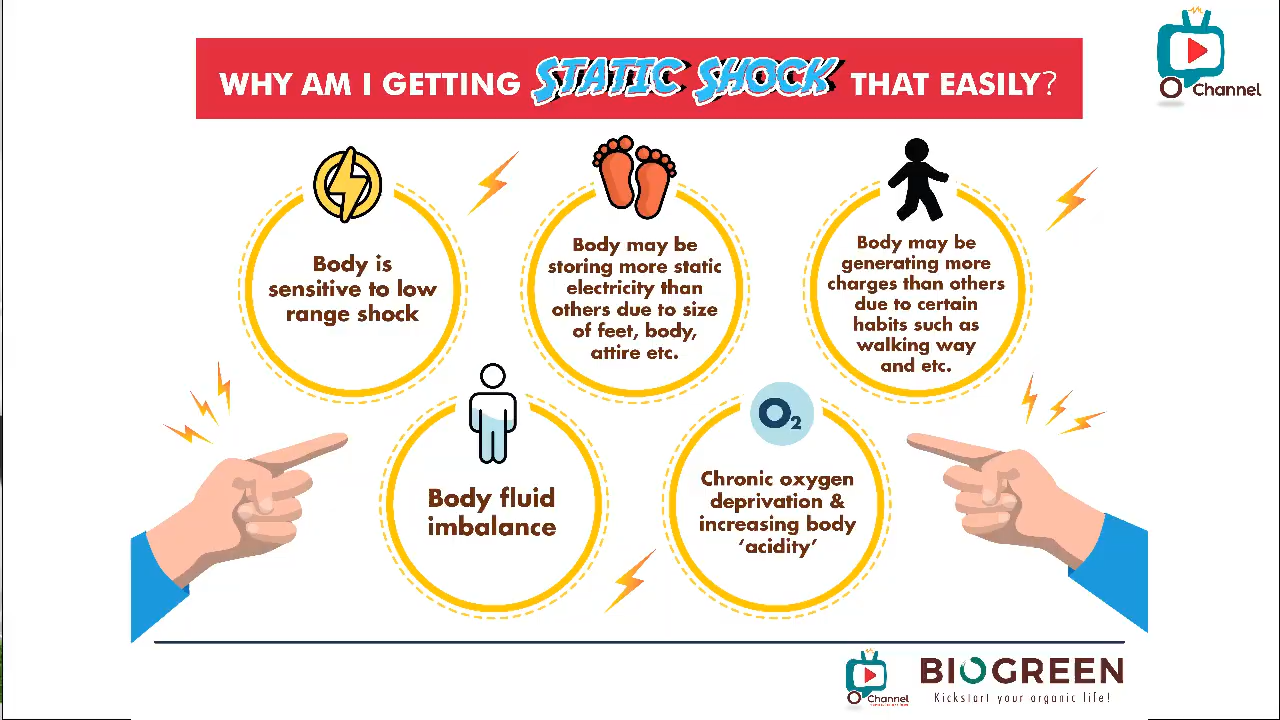 WHY AM I GETTING STATIC SHOCK THAT EASILY?
O Channel
Body is
sensitive to low
range shock
Body may be
storing more static
electricity than
others due to size
of feet, body,
attire etc.
Body may be
generating more
charges than others
due to certain
habits such as
walking way
and etc.
Body fluid
imbalance
O2
Chronic oxygen
deprivation &
increasing body
‘acidity’
O Channel
BIOGREEN
Kickstart your organic life!